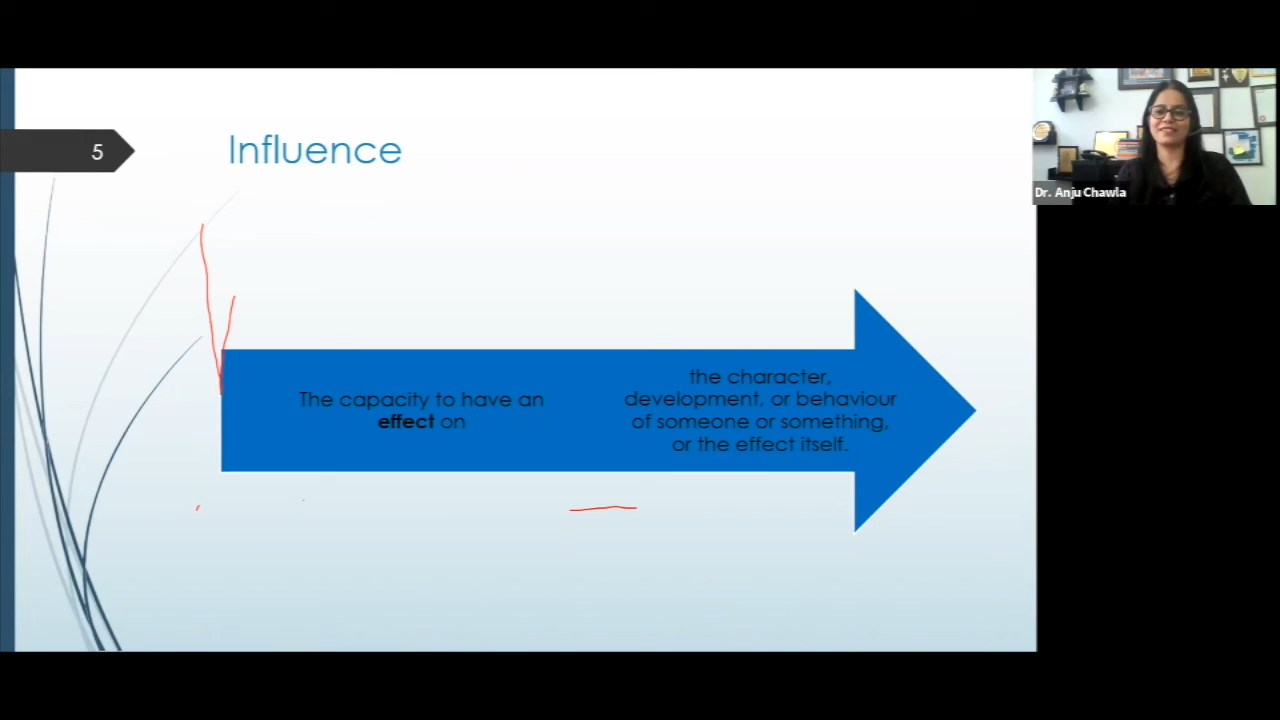 5
Influence
The capacity to have an
effect on
the character,
development, or behaviour
of someone or something,
or the effect itself.
Dr. Anju Chawla